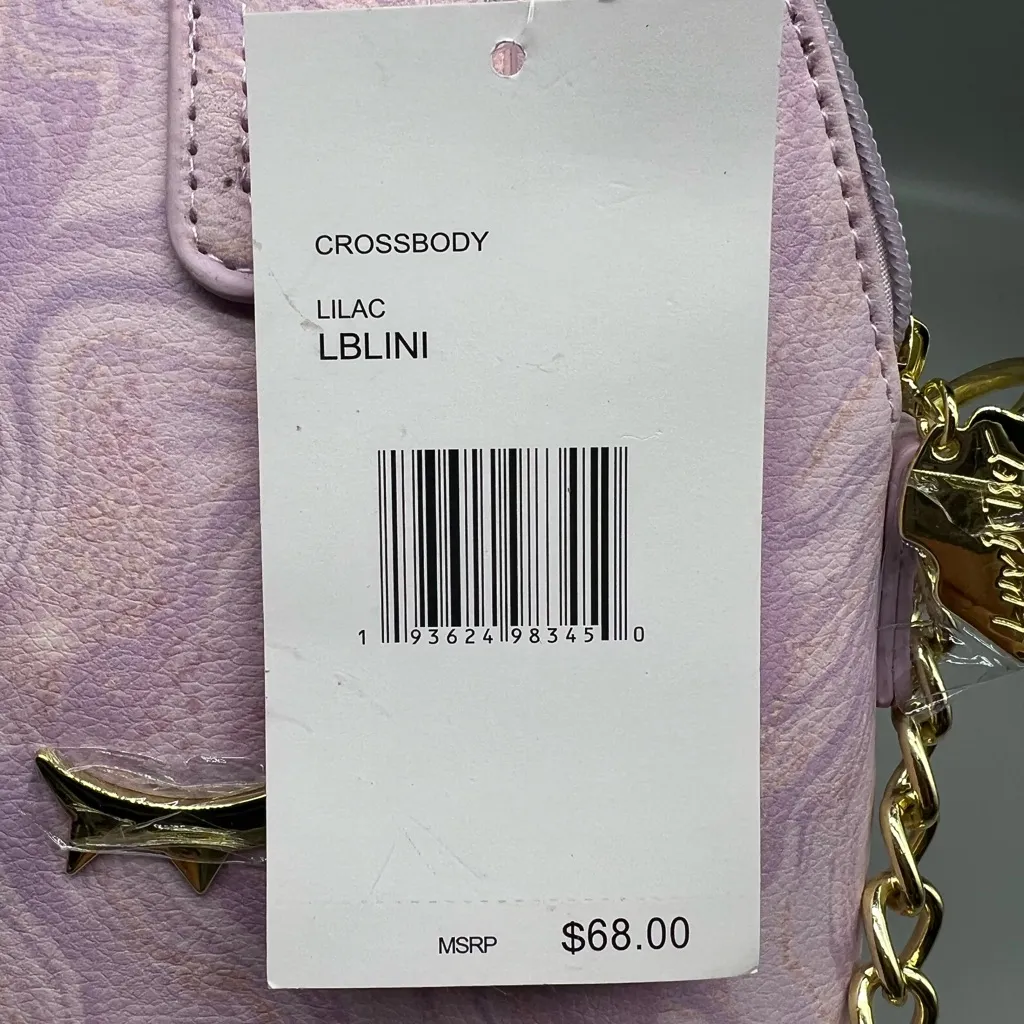 CROSSBODY
LILAC
LBLINI
1 93624 98345 0
MSRP $68.00